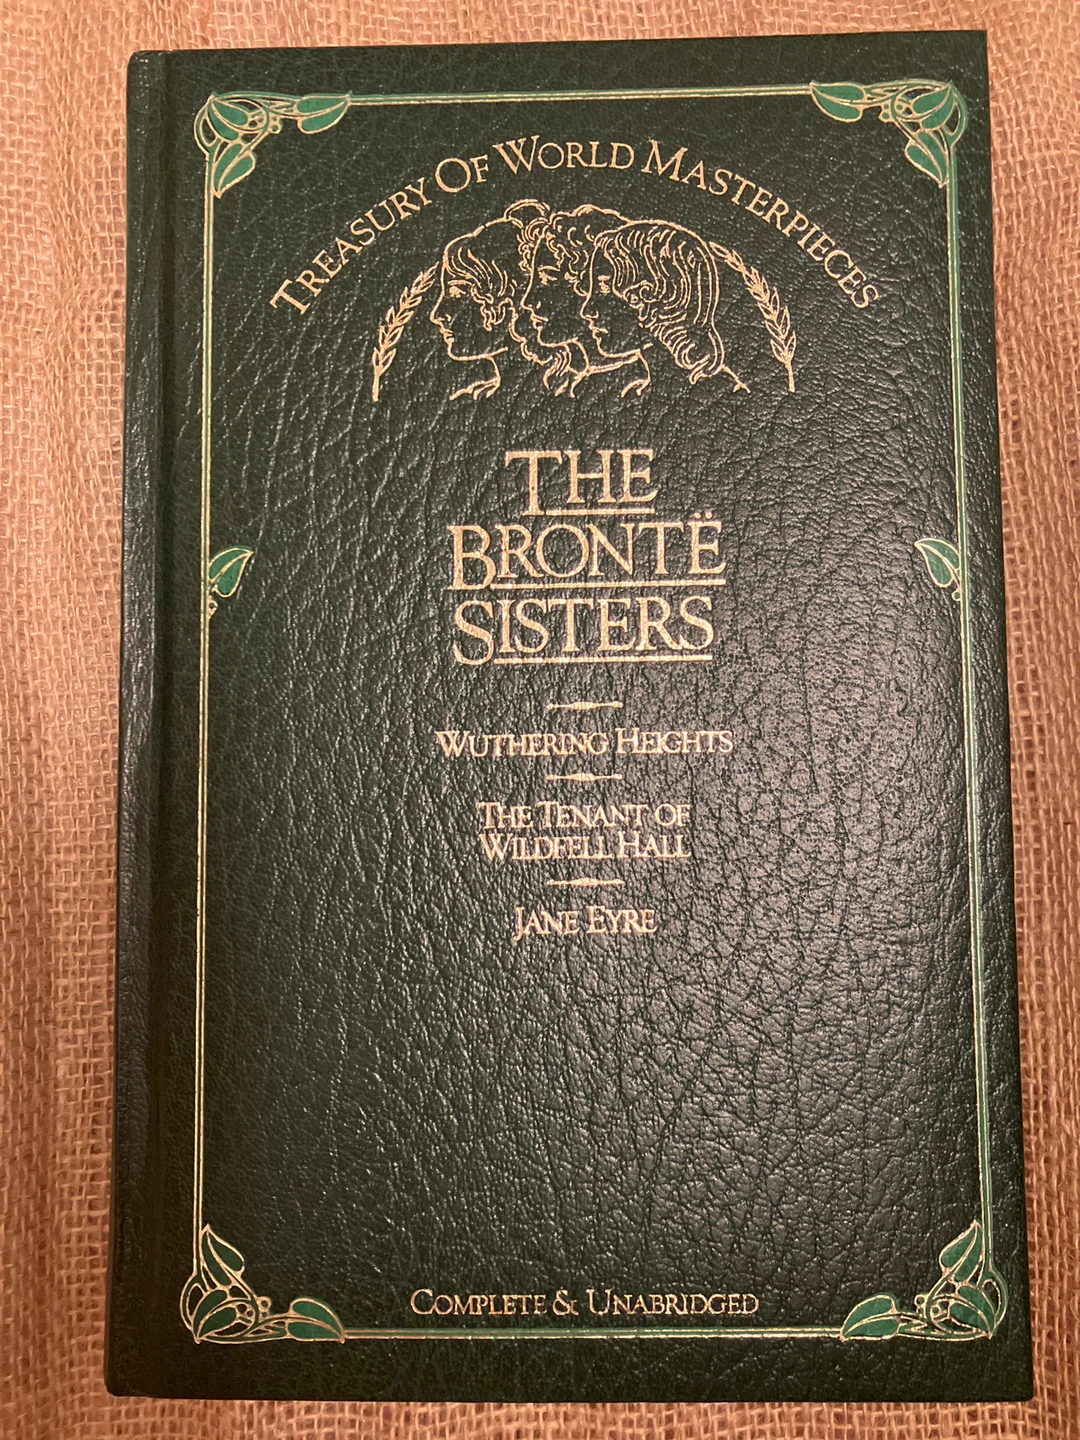 Treasury Of World Masterpieces
The
Brontë
Sisters
Wuthering Heights
The Tenant of
Wildfell Hall
Jane Eyre
Complete & Unabridged